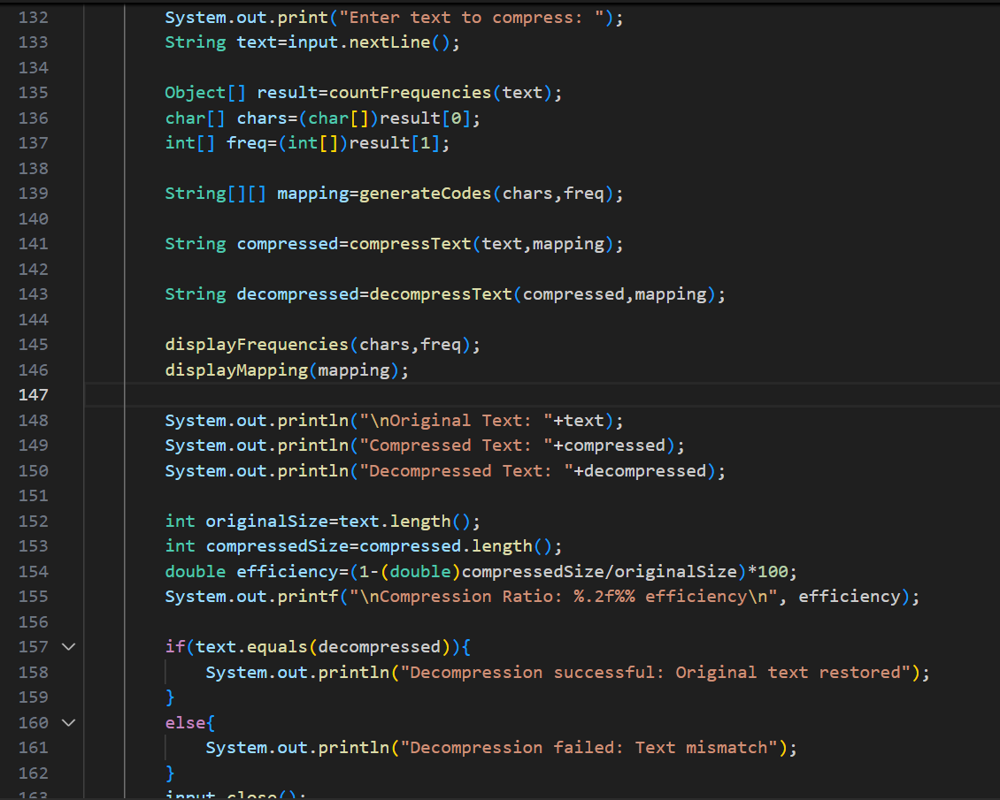 132 System.out.print("Enter text to compress: ");
133 String text=input.nextLine();
134
135 Object[] result=countFrequencies(text);
136 char[] chars=(char[])result[0];
137 int[] freq=(int[])result[1];
138
139 String[][] mapping=generateCodes(chars,freq);
140
141 String compressed=compressText(text,mapping);
142
143 String decompressed=decompressText(compressed,mapping);
144
145 displayFrequencies(chars,freq);
146 displayMapping(mapping);
147
148 System.out.println("\nOriginal Text: "+text);
149 System.out.println("Compressed Text: "+compressed);
150 System.out.println("Decompressed Text: "+decompressed);
151
152 int originalSize=text.length();
153 int compressedSize=compressed.length();
154 double efficiency=(1-(double)compressedSize/originalSize)*100;
155 System.out.printf("\nCompression Ratio: %.2f%% efficiency\n", efficiency);
156
157 if(text.equals(decompressed)){
158 System.out.println("Decompression successful: Original text restored");
159 }
160 else{
161 System.out.println("Decompression failed: Text mismatch");
162 }
163 input.close();